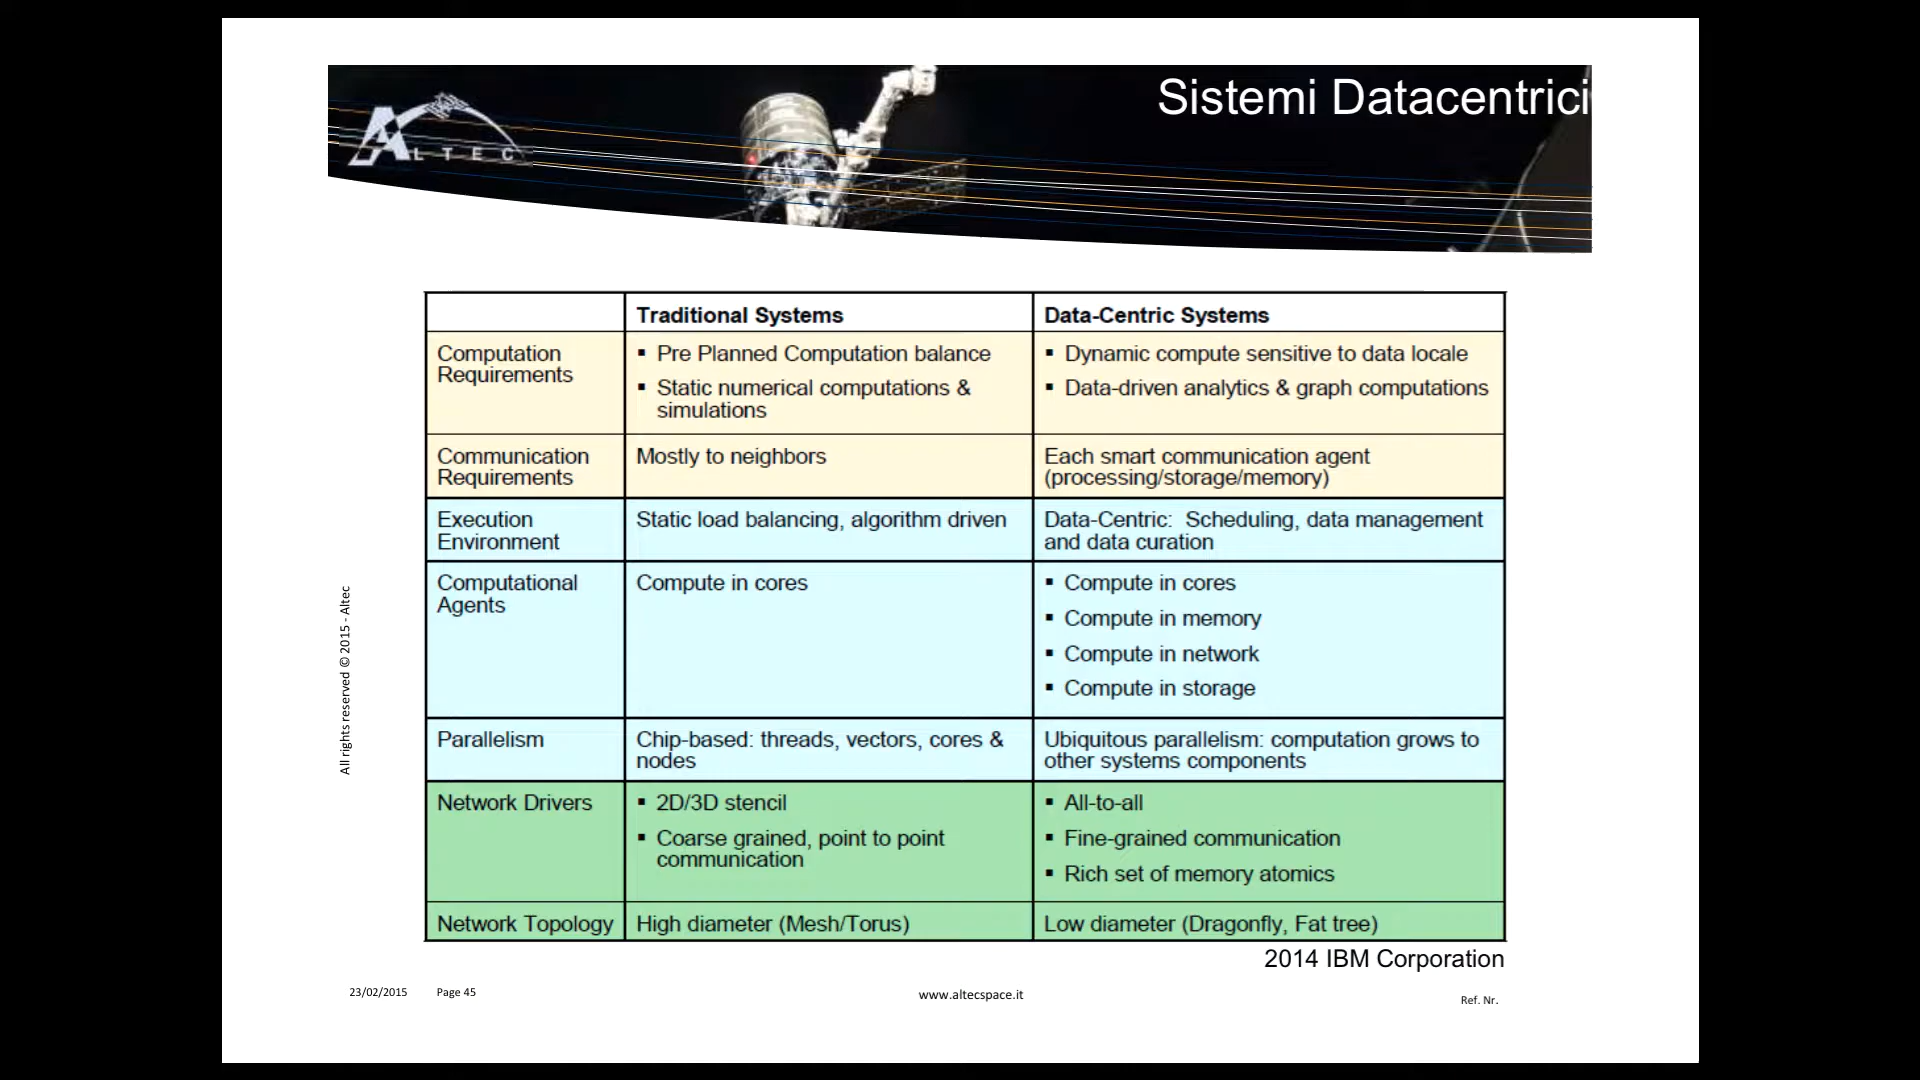 Sistemi Datacentrici
ALTEC
Traditional Systems
Data-Centric Systems
Computation
Requirements
▪ Pre Planned Computation balance
▪ Static numerical computations &
simulations
▪ Dynamic compute sensitive to data locale
▪ Data-driven analytics & graph computations
Communication
Requirements
Mostly to neighbors
Each smart communication agent
(processing/storage/memory)
Execution
Environment
Static load balancing, algorithm driven
Data-Centric: Scheduling, data management
and data curation
Computational
Agents
Compute in cores
▪ Compute in cores
▪ Compute in memory
▪ Compute in network
▪ Compute in storage
Parallelism
Chip-based: threads, vectors, cores &
nodes
Ubiquitous parallelism: computation grows to
other systems components
Network Drivers
▪ 2D/3D stencil
▪ Coarse grained, point to point
communication
▪ All-to-all
▪ Fine-grained communication
▪ Rich set of memory atomics
Network Topology
High diameter (Mesh/Torus)
Low diameter (Dragonfly, Fat tree)
2014 IBM Corporation
All rights reserved © 2015 - Altec
23/02/2015
Page 45
www.altecspace.it
Ref. Nr.